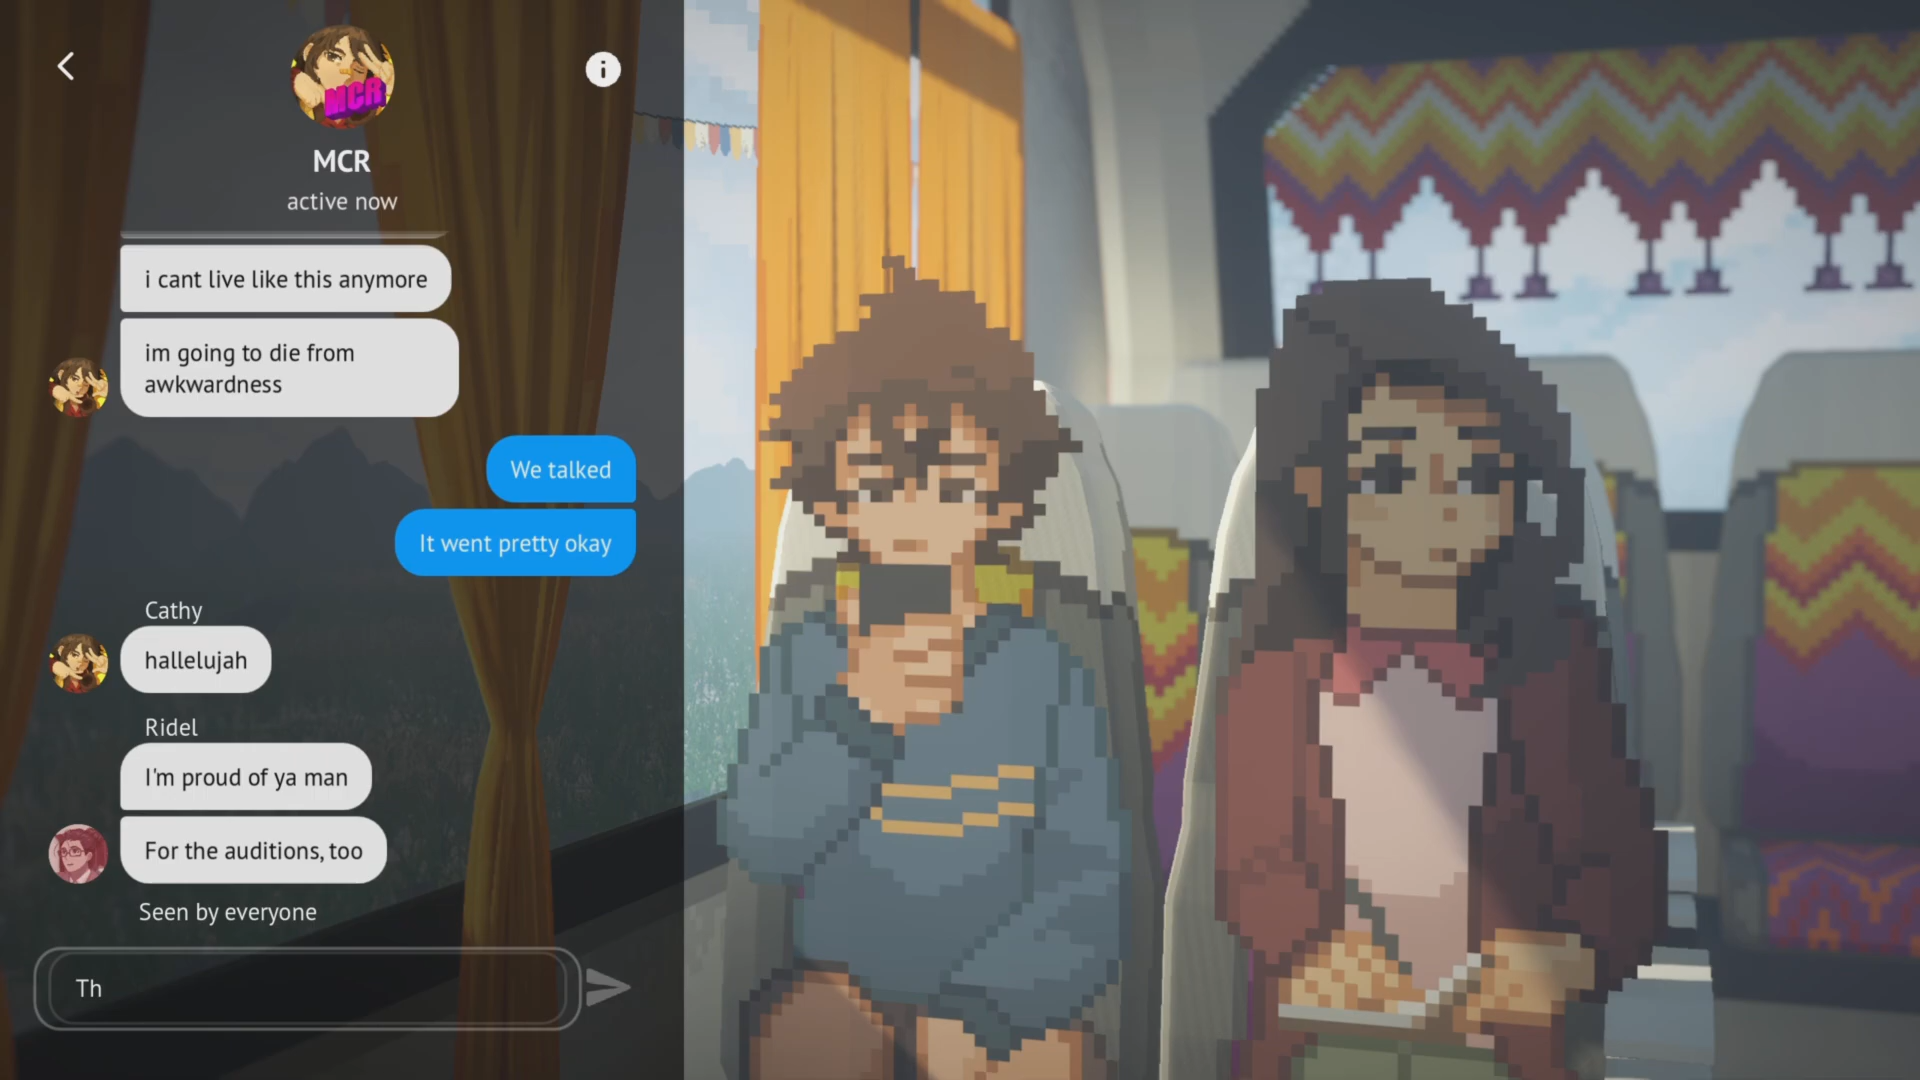 MCR
MCR
active now
i cant live like this anymore
im going to die from
awkwardness
We talked
It went pretty okay
Cathy
hallelujah
Ridel
I'm proud of ya man
For the auditions, too
Seen by everyone
Th